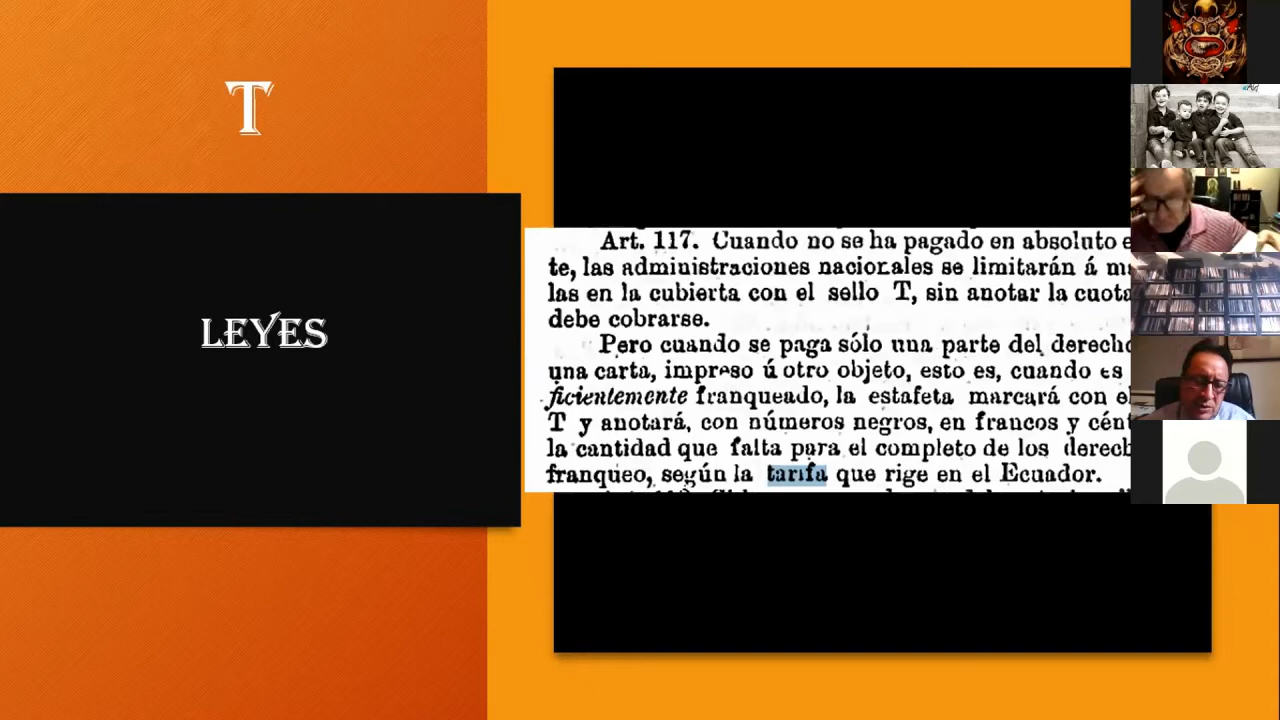 T
LEYES
Art. 117. Cuando no se ha pagado en absoluto
te, las administraciones nacionales se limitarán á
las en la cubierta con el sello T, sin anotar la cuota
debe cobrarse.
Pero cuando se paga sólo una parte del
una carta, impreso ú otro objeto, esto es, cuando es
ficientemente franqueado, la estafeta marcará con
T y anotará, con números negros, en francos y
la cantidad que falta para el completo de los
franqueo, según la tarifa que rige en el Ecuador.